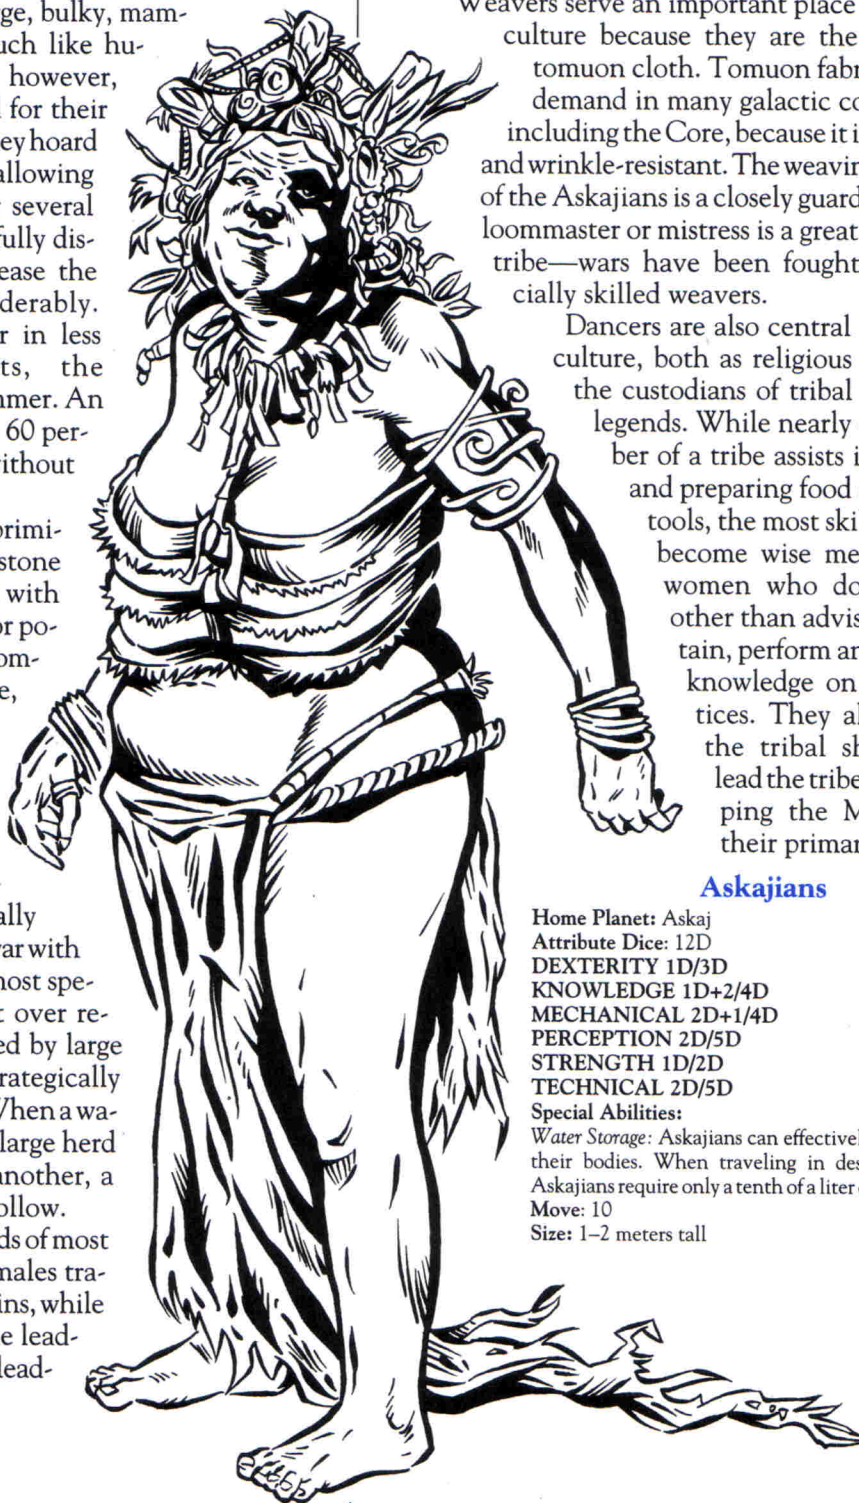 ge, bulky, mam-
uch like hu-
however,
for their
ey hoard
allowing
several
fully dis-
ease the
derably.
r in less
ts, the
mmer. An
60 per-
without
primi-
stone
with
or po-
om-
e,
ally
ar with
most spe-
t over re-
ed by large
rategically
When a wa-
large herd
another, a
ollow.
ds of most
males tra-
ins, while
e lead-
lead-
Weavers serve an important place
culture because they are the
tomuon cloth. Tomuon fabr
demand in many galactic co
including the Core, because it i
and wrinkle-resistant. The weavin
of the Askajians is a closely guard
loommaster or mistress is a great
tribe—wars have been fought
cially skilled weavers.
Dancers are also central
culture, both as religious
the custodians of tribal
legends. While nearly
ber of a tribe assists i
and preparing food
tools, the most ski
become wise me
women who do
other than advis
tain, perform an
knowledge on
tices. They al
the tribal sh
lead the tribe
ping the M
their primar
Askajians
Home Planet: Askaj
Attribute Dice: 12D
DEXTERITY 1D/3D
KNOWLEDGE 1D+2/4D
MECHANICAL 2D+1/4D
PERCEPTION 2D/5D
STRENGTH 1D/2D
TECHNICAL 2D/5D
Special Abilities:
Water Storage: Askajians can effectivel
their bodies. When traveling in des
Askajians require only a tenth of a liter
Move: 10
Size: 1–2 meters tall